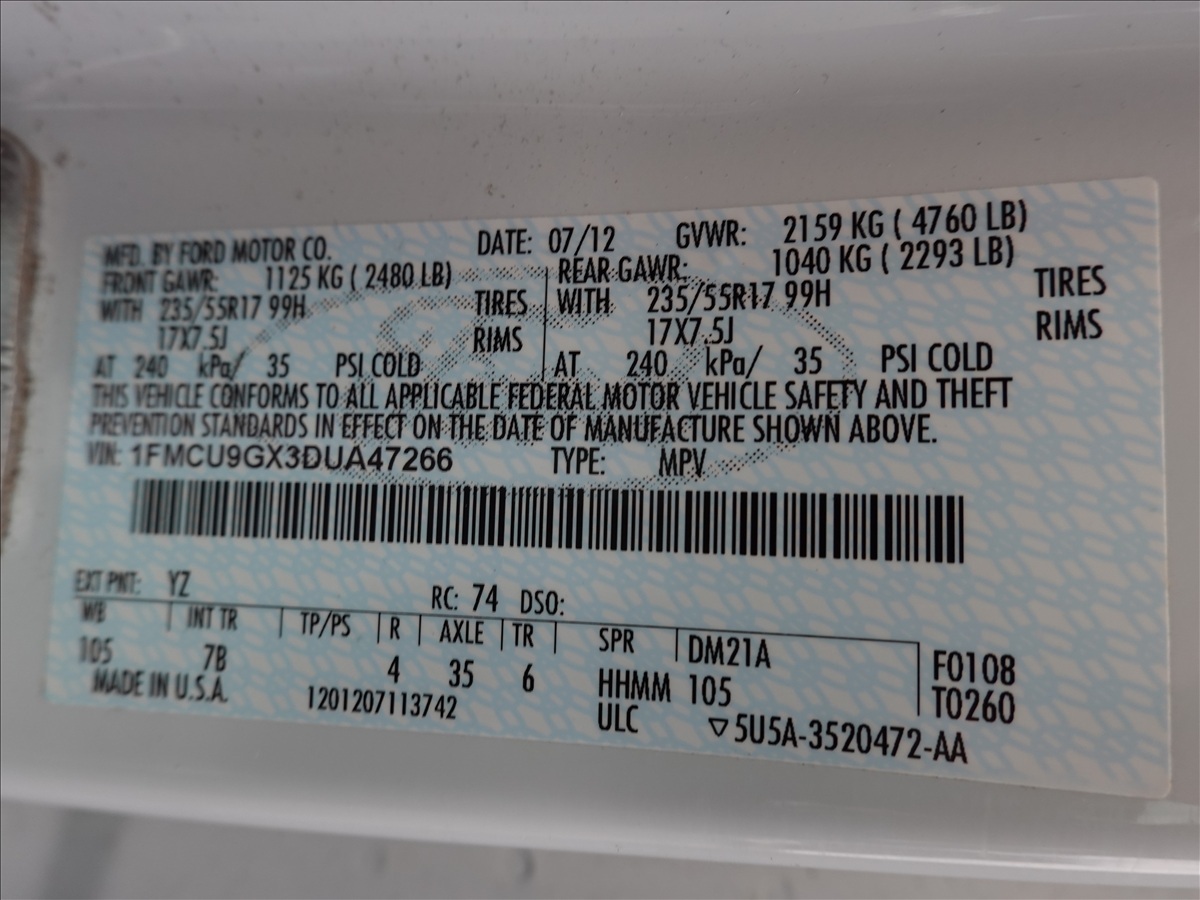 MFD. BY FORD MOTOR CO. DATE: 07/12 GVWR: 2159 KG ( 4760 LB)
FRONT GAWR: 1125 KG ( 2480 LB) REAR GAWR: 1040 KG ( 2293 LB)
WITH 235/55R17 99H TIRES WITH 235/55R17 99H TIRES
17X7.5J RIMS 17X7.5J RIMS
AT 240 kPa/ 35 PSI COLD AT 240 kPa/ 35 PSI COLD
THIS VEHICLE CONFORMS TO ALL APPLICABLE FEDERAL MOTOR VEHICLE SAFETY AND THEFT
PREVENTION STANDARDS IN EFFECT ON THE DATE OF MANUFACTURE SHOWN ABOVE.
VIN: 1FMCU9GX3DUA47266 TYPE: MPV
EXT PNT: YZ RC: 74 DSO:
WB INT TR TP/PS R AXLE TR SPR DM21A F0108
105 7B 4 35 6 HHMM 105 T0260
MADE IN U.S.A. 1201207113742 ULC ▽5U5A-3520472-AA